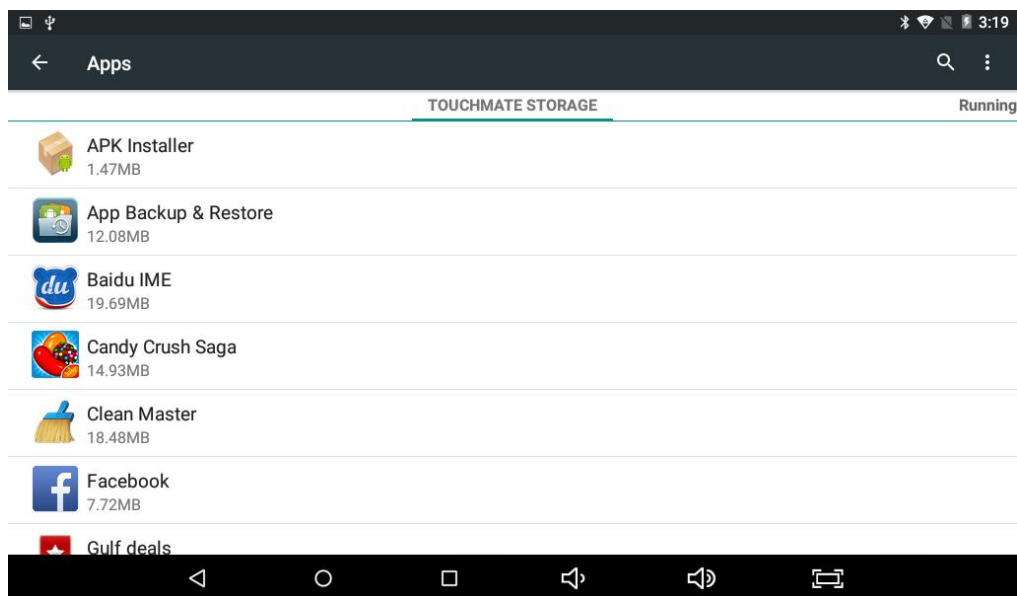 3:19
Apps
TOUCHMATE STORAGE Running
APK Installer
1.47MB
App Backup & Restore
12.08MB
du
Baidu IME
19.69MB
Candy Crush Saga
14.93MB
Clean Master
18.48MB
f
Facebook
7.72MB
Gulf deals